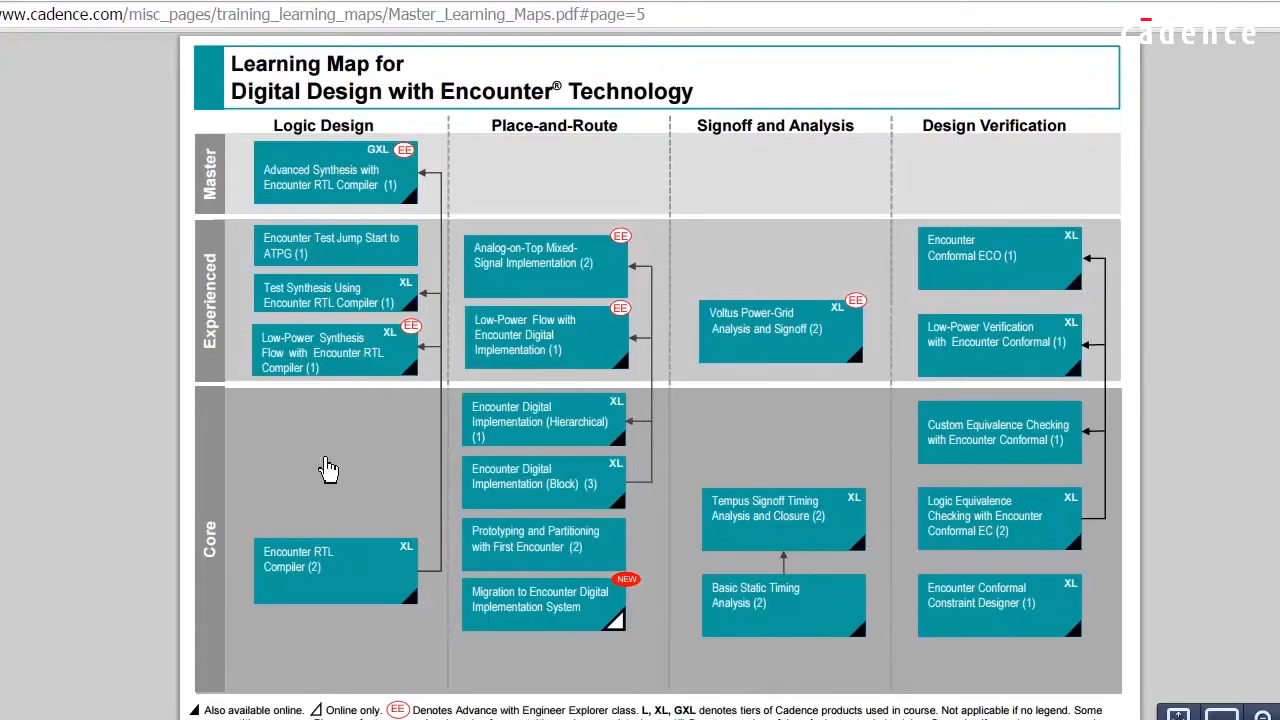 www.cadence.com/misc_pages/training_learning_maps/Master_Learning_Maps.pdf#page=5
cādence
Learning Map for
Digital Design with Encounter® Technology
Logic Design
Place-and-Route
Signoff and Analysis
Design Verification
Master
GXL EE
Advanced Synthesis with
Encounter RTL Compiler (1)
Experienced
Encounter Test Jump Start to
ATPG (1)
XL
Test Synthesis Using
Encounter RTL Compiler (1)
XL EE
Low-Power Synthesis
Flow with Encounter RTL
Compiler (1)
EE
Analog-on-Top Mixed-
Signal Implementation (2)
EE
Low-Power Flow with
Encounter Digital
Implementation (1)
XL EE
Voltus Power-Grid
Analysis and Signoff (2)
XL
Encounter
Conformal ECO (1)
XL
Low-Power Verification
with Encounter Conformal (1)
Core
XL
Encounter RTL
Compiler (2)
XL
Encounter Digital
Implementation (Hierarchical)
(1)
XL
Encounter Digital
Implementation (Block) (3)
Prototyping and Partitioning
with First Encounter (2)
NEW
Migration to Encounter Digital
Implementation System
XL
Tempus Signoff Timing
Analysis and Closure (2)
Basic Static Timing
Analysis (2)
Custom Equivalence Checking
with Encounter Conformal (1)
XL
Logic Equivalence
Checking with Encounter
Conformal EC (2)
XL
Encounter Conformal
Constraint Designer (1)
Also available online. Online only. EE Denotes Advance with Engineer Explorer class. L, XL, GXL denotes tiers of Cadence products used in course. Not applicable if no legend. Some